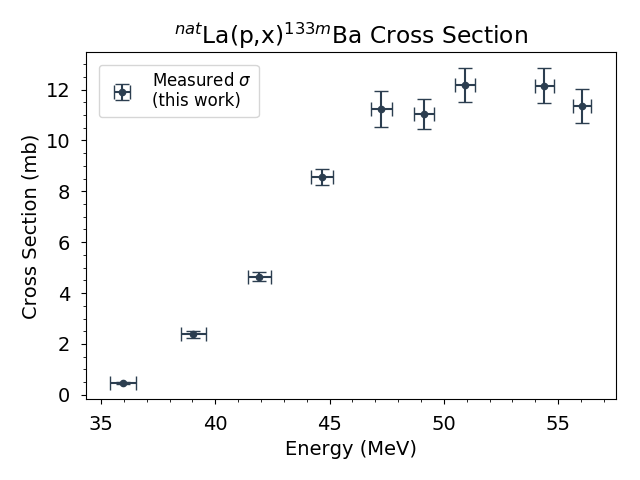 ⁿᵃᵗLa(p,x)¹³³ᵐBa Cross Section
Measured σ
(this work)
12
10
8
6
4
2
0
Cross Section (mb)
35 40 45 50 55
Energy (MeV)